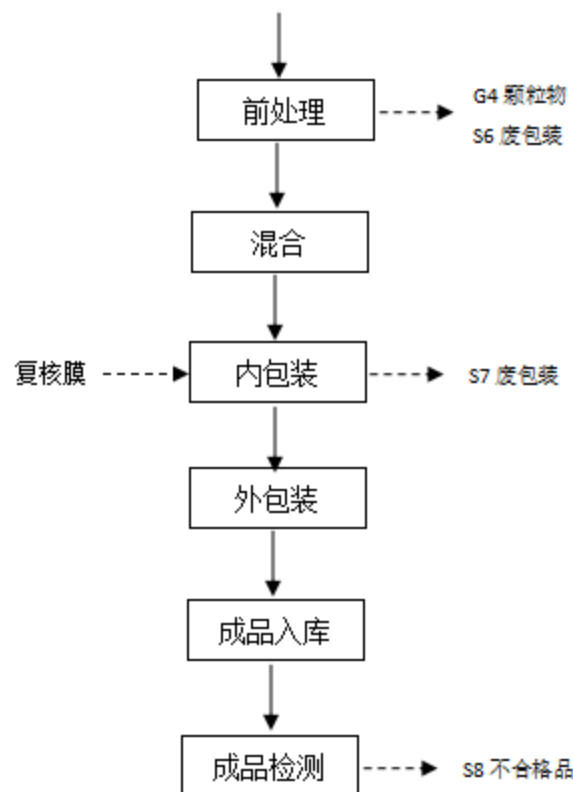 前处理
G4 颗粒物
S6 废包装
混合
复核膜
内包装
S7 废包装
外包装
成品入库
成品检测
S8 不合格品